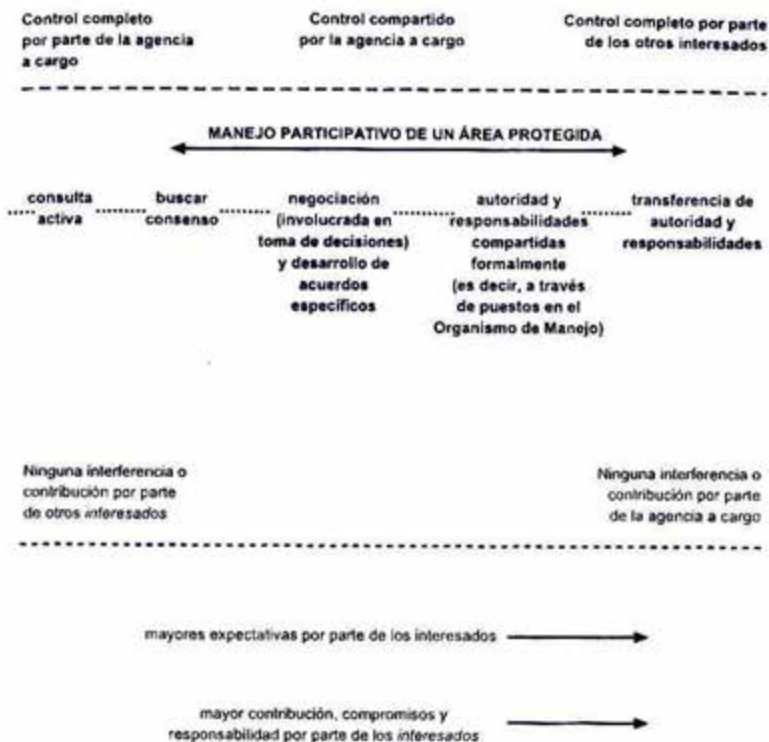 Control completo
por parte de la agencia
a cargo
Control compartido
por la agencia a cargo
Control completo por parte
de los otros interesados
MANEJO PARTICIPATIVO DE UN ÁREA PROTEGIDA
consulta
activa
buscar
consenso
negociación
(involucrada en
toma de decisiones)
y desarrollo de
acuerdos
específicos
autoridad y
responsabilidades
compartidas
formalmente
(es decir, a través
de puestos en el
Organismo de Manejo)
transferencia de
autoridad y
responsabilidades
Ninguna interferencia o
contribución por parte
de otros interesados
Ninguna interferencia o
contribución por parte
de la agencia a cargo
mayores expectativas por parte de los interesados
mayor contribución, compromisos y
responsabilidad por parte de los interesados